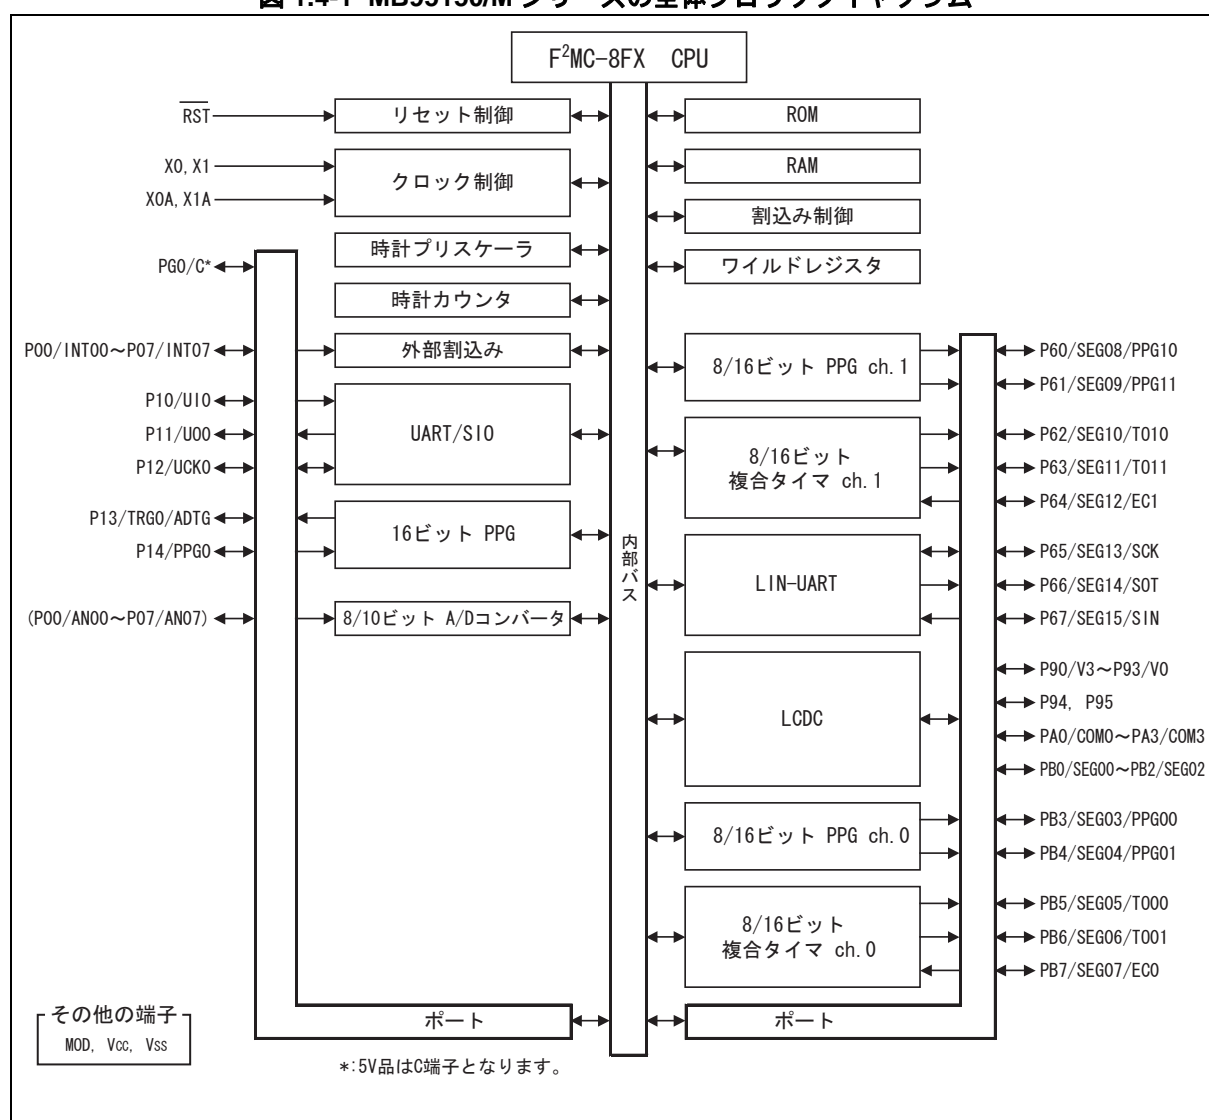 F²MC-8FX CPU
RST
リセット制御
ROM
X0, X1
X0A, X1A
クロック制御
RAM
割込み制御
時計プリスケーラ
ワイルドレジスタ
PG0/C*
時計カウンタ
P00/INT00～P07/INT07
外部割込み
8/16ビット PPG ch.1
P60/SEG08/PPG10
P61/SEG09/PPG11
P10/UI0
P11/UO0
P12/UCK0
UART/SIO
8/16ビット
複合タイマ ch.1
P62/SEG10/TO10
P63/SEG11/TO11
P64/SEG12/EC1
P13/TRG0/ADTG
P14/PPG0
16ビット PPG
内部バス
LIN-UART
P65/SEG13/SCK
P66/SEG14/SOT
P67/SEG15/SIN
(P00/AN00～P07/AN07)
8/10ビット A/Dコンバータ
LCDC
P90/V3～P93/V0
P94, P95
PA0/COM0～PA3/COM3
PB0/SEG00～PB2/SEG02
8/16ビット PPG ch.0
PB3/SEG03/PPG00
PB4/SEG04/PPG01
8/16ビット
複合タイマ ch.0
PB5/SEG05/TO00
PB6/SEG06/TO01
PB7/SEG07/EC0
ポート
ポート
その他の端子
MOD, Vcc, Vss
*:5V品はC端子となります。